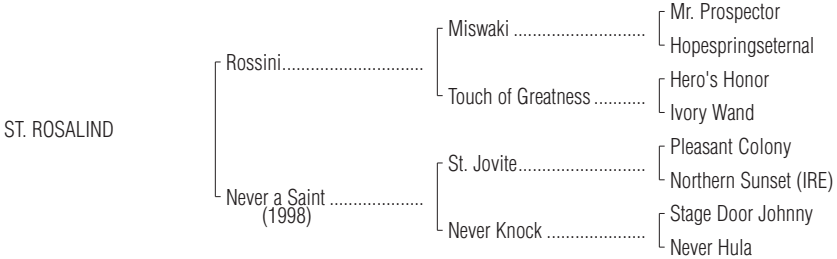 Mr. Prospector
Miswaki ...........................
Hopespringseternal
Rossini.............................
Hero's Honor
Touch of Greatness ...........
Ivory Wand
ST. ROSALIND
Pleasant Colony
St. Jovite..........................
Northern Sunset (IRE)
Never a Saint ...................
(1998)
Stage Door Johnny
Never Knock ....................
Never Hula